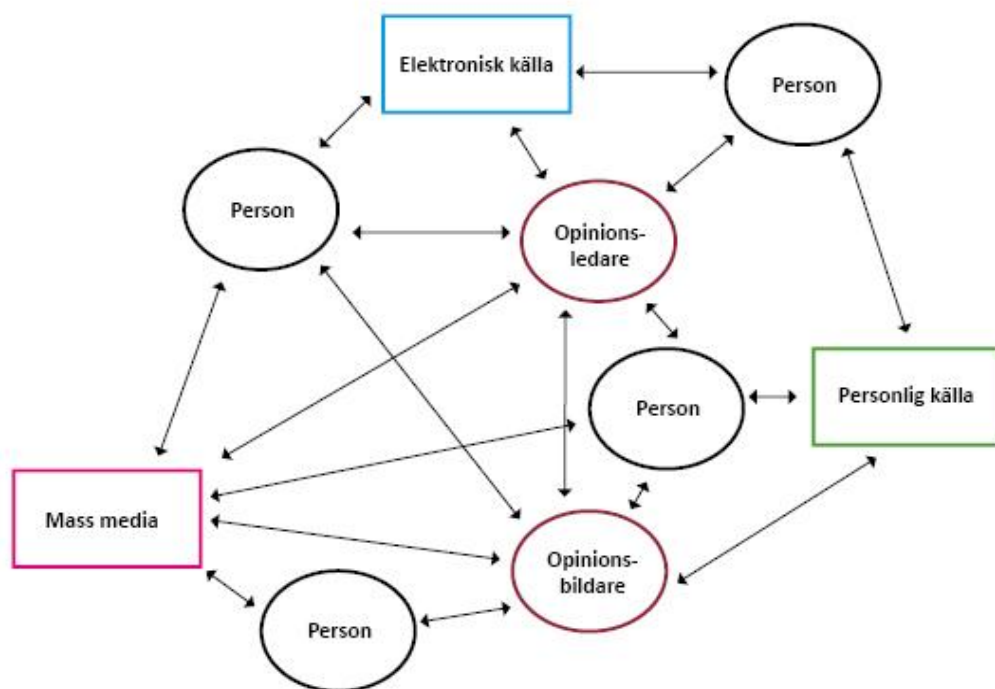 Elektronisk källa
Person
Person
Opinions-
ledare
Person
Personlig källa
Mass media
Opinions-
bildare
Person